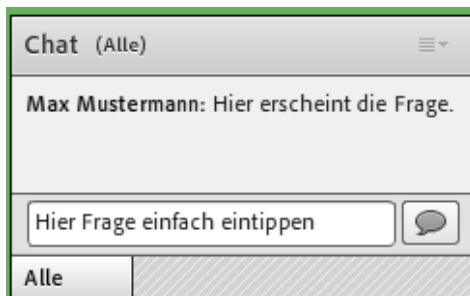 Chat (Alle)
Max Mustermann: Hier erscheint die Frage.
Hier Frage einfach eintippen
Alle